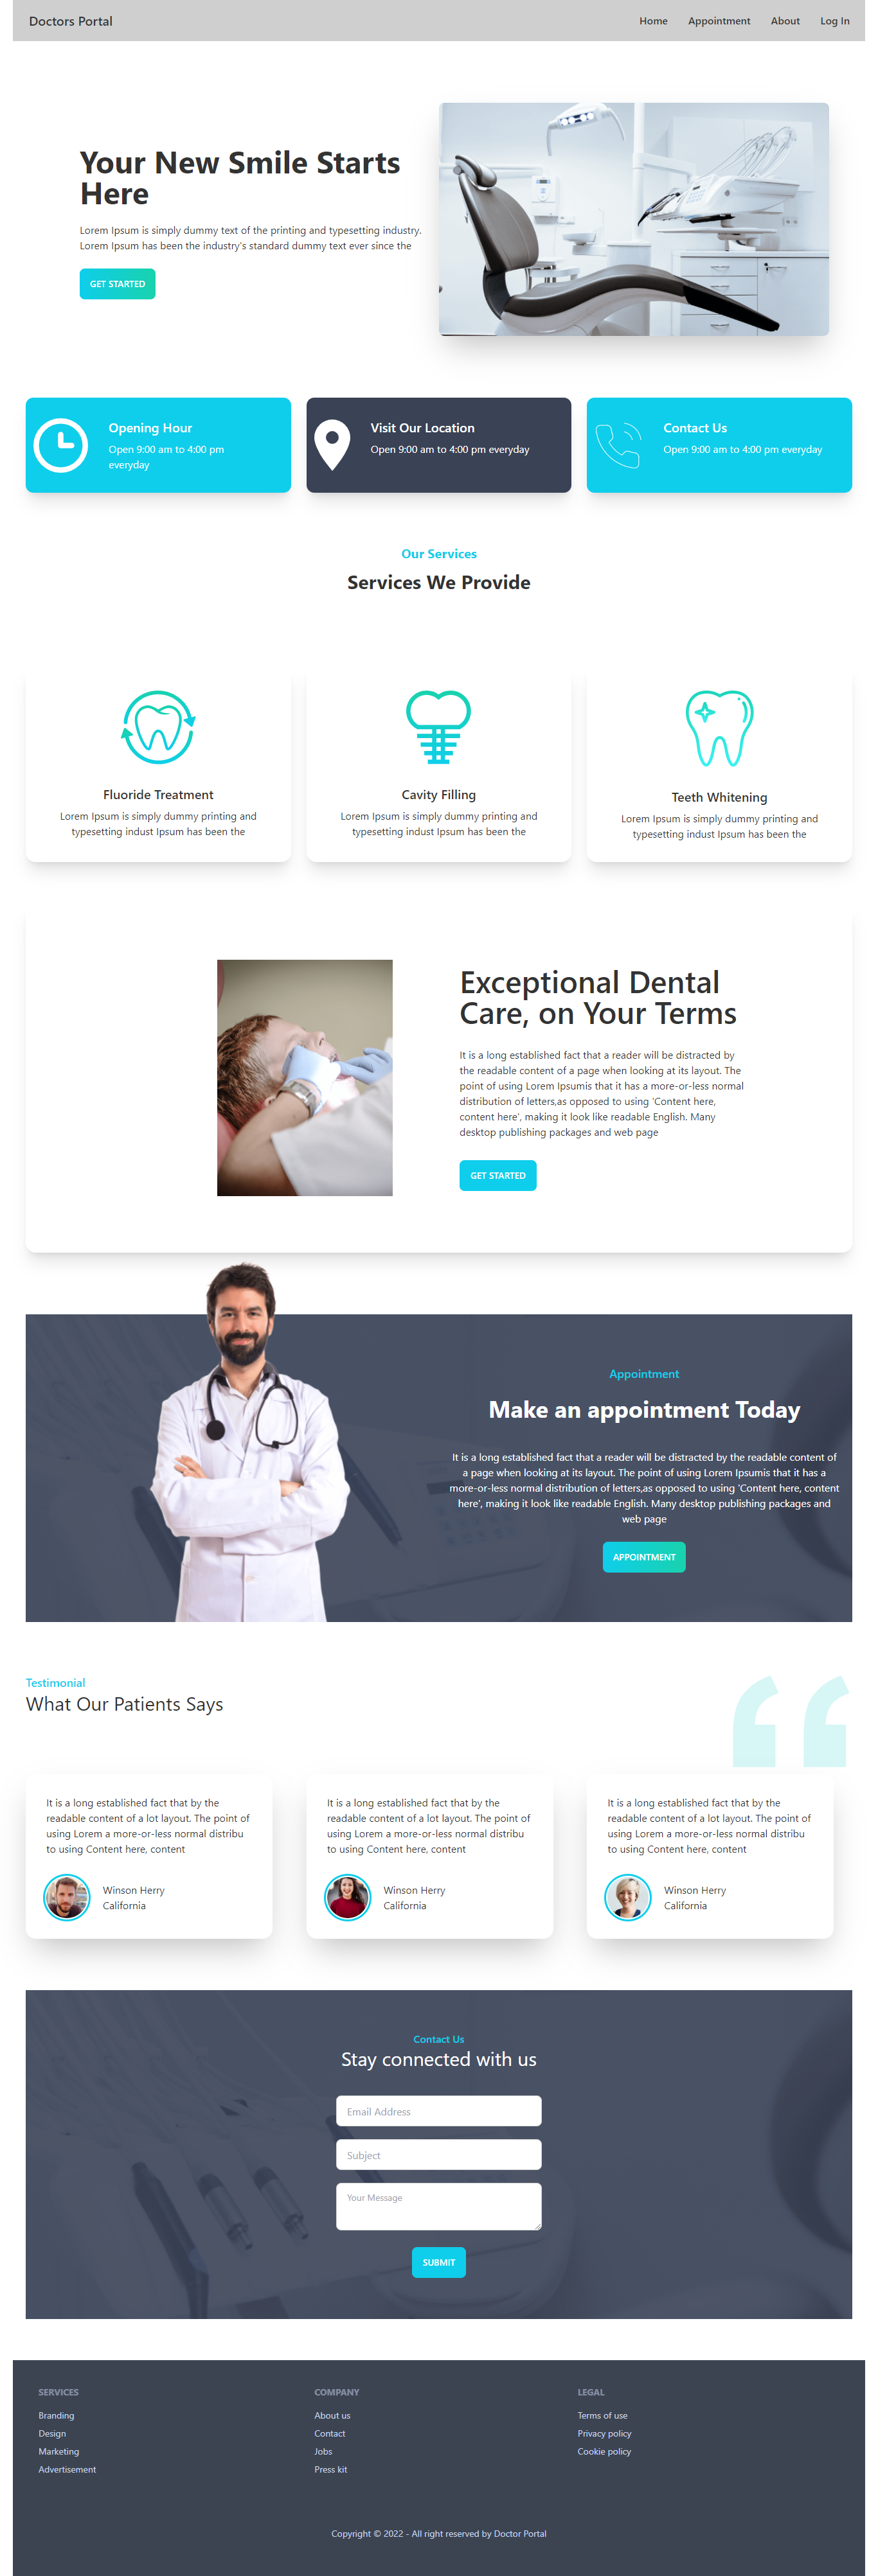 Doctors Portal
Home
Appointment
About
Log In
Your New Smile Starts
Here
Lorem Ipsum is simply dummy text of the printing and typesetting industry.
Lorem Ipsum has been the industry's standard dummy text ever since the
GET STARTED
Opening Hour
Open 9:00 am to 4:00 pm
everyday
Visit Our Location
Open 9:00 am to 4:00 pm everyday
Contact Us
Open 9:00 am to 4:00 pm everyday
Our Services
Services We Provide
Fluoride Treatment
Lorem Ipsum is simply dummy printing and
typesetting indust Ipsum has been the
Cavity Filling
Lorem Ipsum is simply dummy printing and
typesetting indust Ipsum has been the
Teeth Whitening
Lorem Ipsum is simply dummy printing and
typesetting indust Ipsum has been the
Exceptional Dental
Care, on Your Terms
It is a long established fact that a reader will be distracted by
the readable content of a page when looking at its layout. The
point of using Lorem Ipsumis that it has a more-or-less normal
distribution of letters,as opposed to using 'Content here,
content here', making it look like readable English. Many
desktop publishing packages and web page
GET STARTED
Appointment
Make an appointment Today
It is a long established fact that a reader will be distracted by the readable content of
a page when looking at its layout. The point of using Lorem Ipsumis that it has a
more-or-less normal distribution of letters,as opposed to using 'Content here, content
here', making it look like readable English. Many desktop publishing packages and
web page
APPOINTMENT
Testimonial
What Our Patients Says
It is a long established fact that by the
readable content of a lot layout. The point of
using Lorem a more-or-less normal distribu
to using Content here, content
Winson Herry
California
It is a long established fact that by the
readable content of a lot layout. The point of
using Lorem a more-or-less normal distribu
to using Content here, content
Winson Herry
California
It is a long established fact that by the
readable content of a lot layout. The point of
using Lorem a more-or-less normal distribu
to using Content here, content
Winson Herry
California
Contact Us
Stay connected with us
Email Address
Subject
Your Message
SUBMIT
SERVICES
Branding
Design
Marketing
Advertisement
COMPANY
About us
Contact
Jobs
Press kit
LEGAL
Terms of use
Privacy policy
Cookie policy
Copyright © 2022 - All right reserved by Doctor Portal